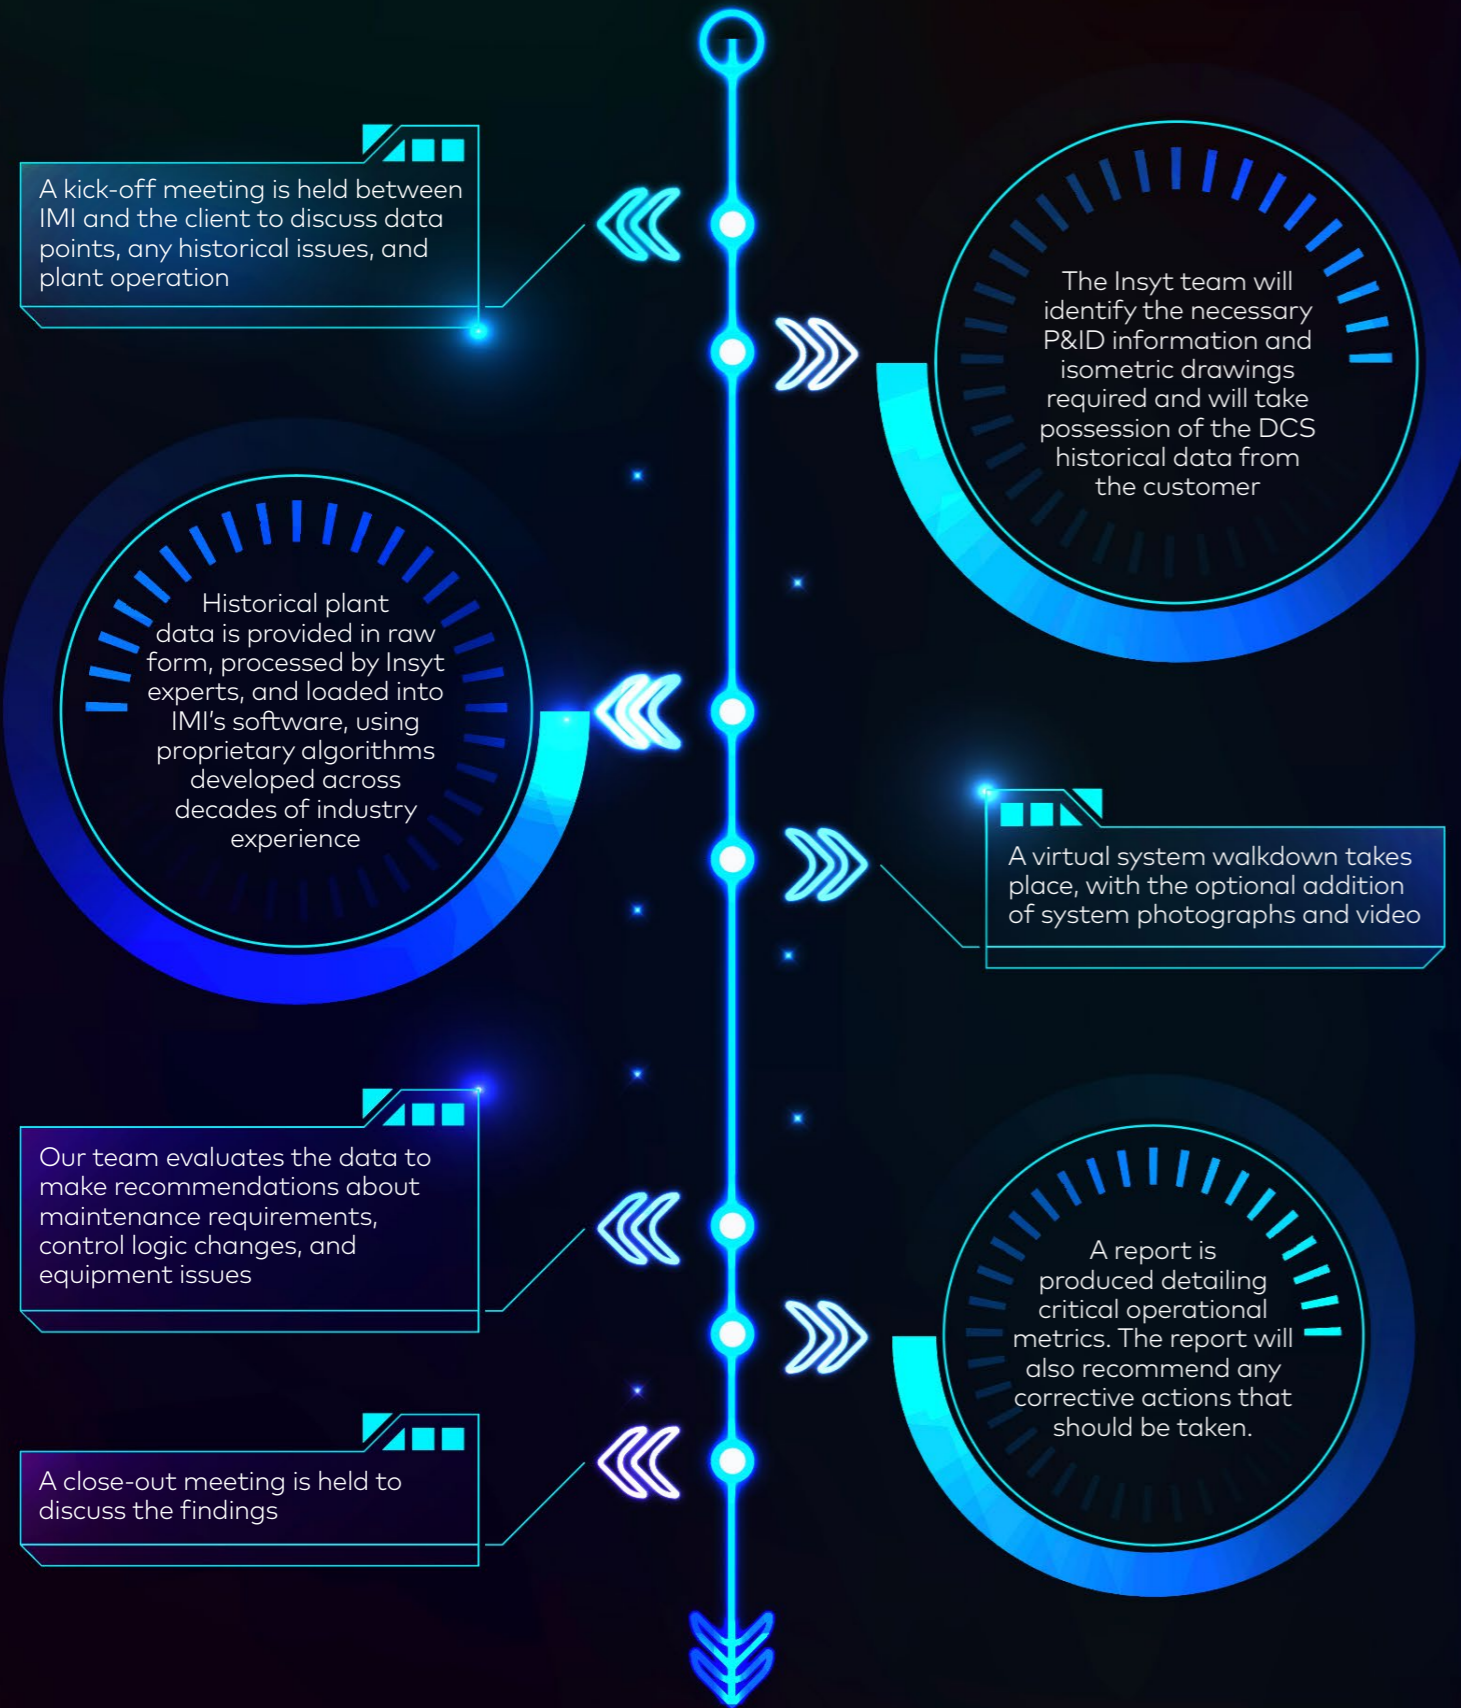 A kick-off meeting is held between
IMI and the client to discuss data
points, any historical issues, and
plant operation
The Insyt team will
identify the necessary
P&ID information and
isometric drawings
required and will take
possession of the DCS
historical data from
the customer
Historical plant
data is provided in raw
form, processed by Insyt
experts, and loaded into
IMI's software, using
proprietary algorithms
developed across
decades of industry
experience
A virtual system walkdown takes
place, with the optional addition
of system photographs and video
Our team evaluates the data to
make recommendations about
maintenance requirements,
control logic changes, and
equipment issues
A report is
produced detailing
critical operational
metrics. The report will
also recommend any
corrective actions that
should be taken.
A close-out meeting is held to
discuss the findings